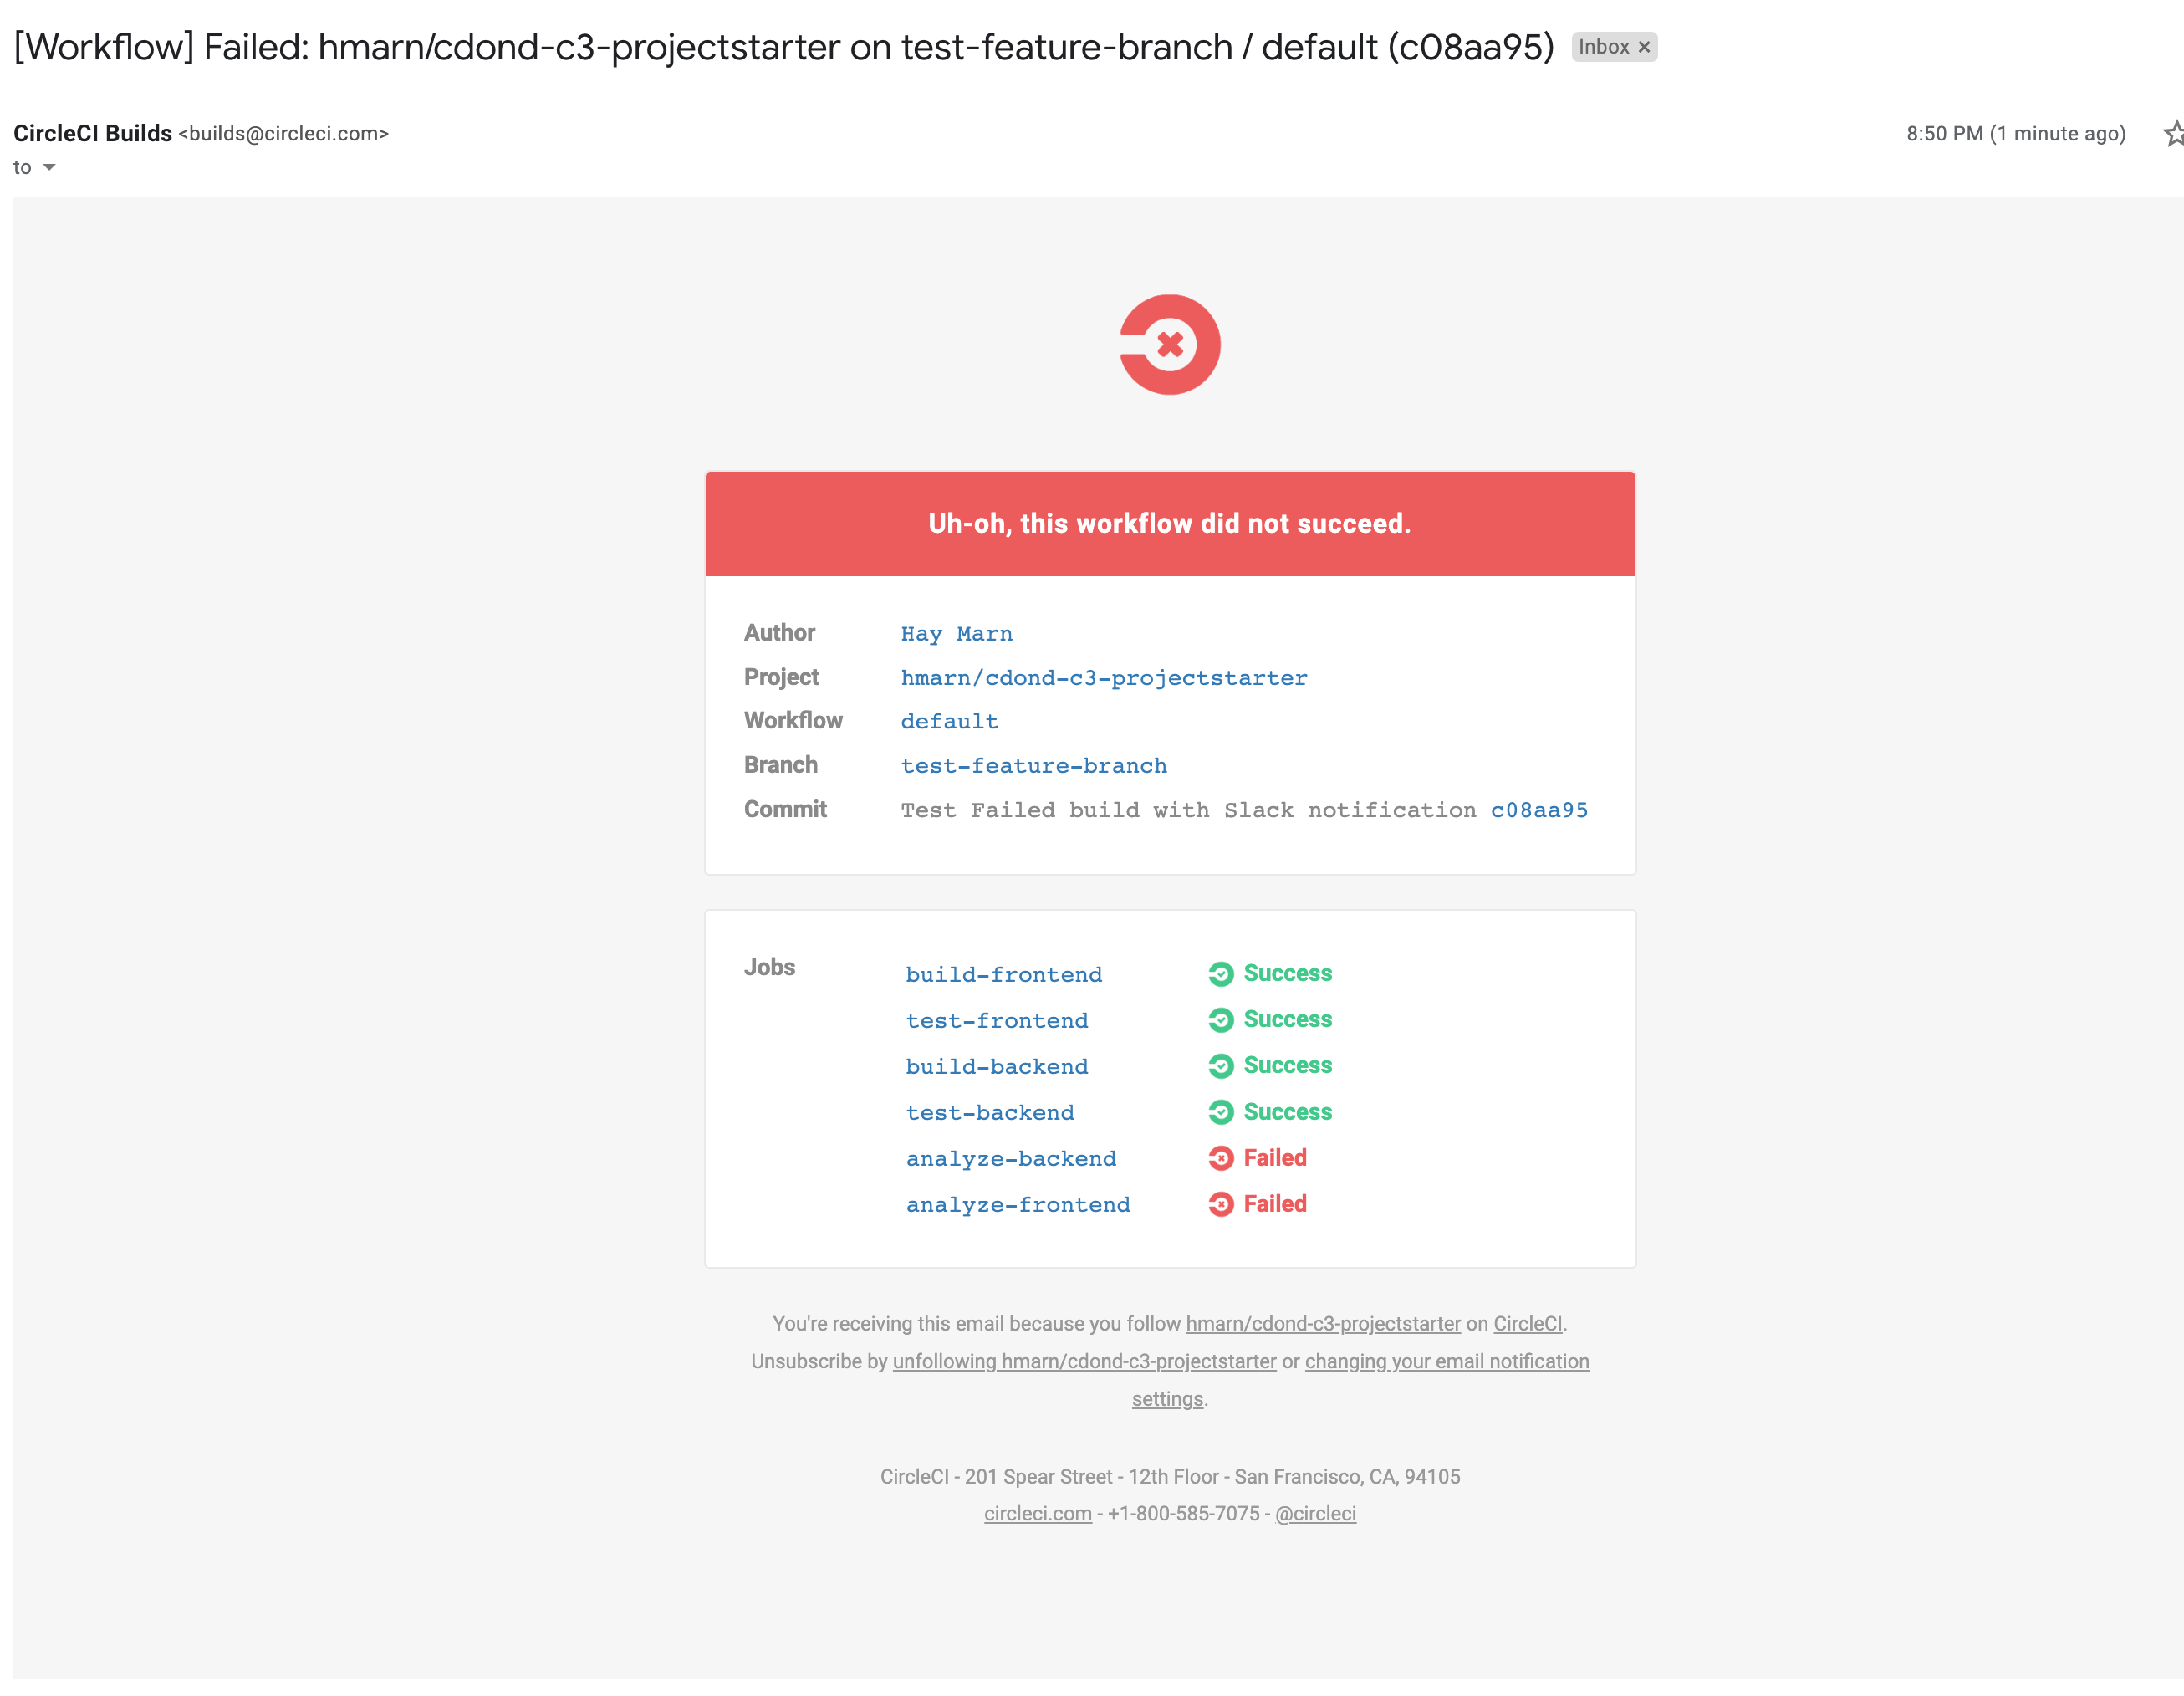 [Workflow] Failed: hmarn/cdond-c3-projectstarter on test-feature-branch / default (c08aa95) Inbox ×
CircleCI Builds <builds@circleci.com> 8:50 PM (1 minute ago)
to
Uh-oh, this workflow did not succeed.
Author Hay Marn
Project hmarn/cdond-c3-projectstarter
Workflow default
Branch test-feature-branch
Commit Test Failed build with Slack notification c08aa95
Jobs build-frontend Success
test-frontend Success
build-backend Success
test-backend Success
analyze-backend Failed
analyze-frontend Failed
You're receiving this email because you follow hmarn/cdond-c3-projectstarter on CircleCI.
Unsubscribe by unfollowing hmarn/cdond-c3-projectstarter or changing your email notification
settings.
CircleCI - 201 Spear Street - 12th Floor - San Francisco, CA, 94105
circleci.com - +1-800-585-7075 - @circleci